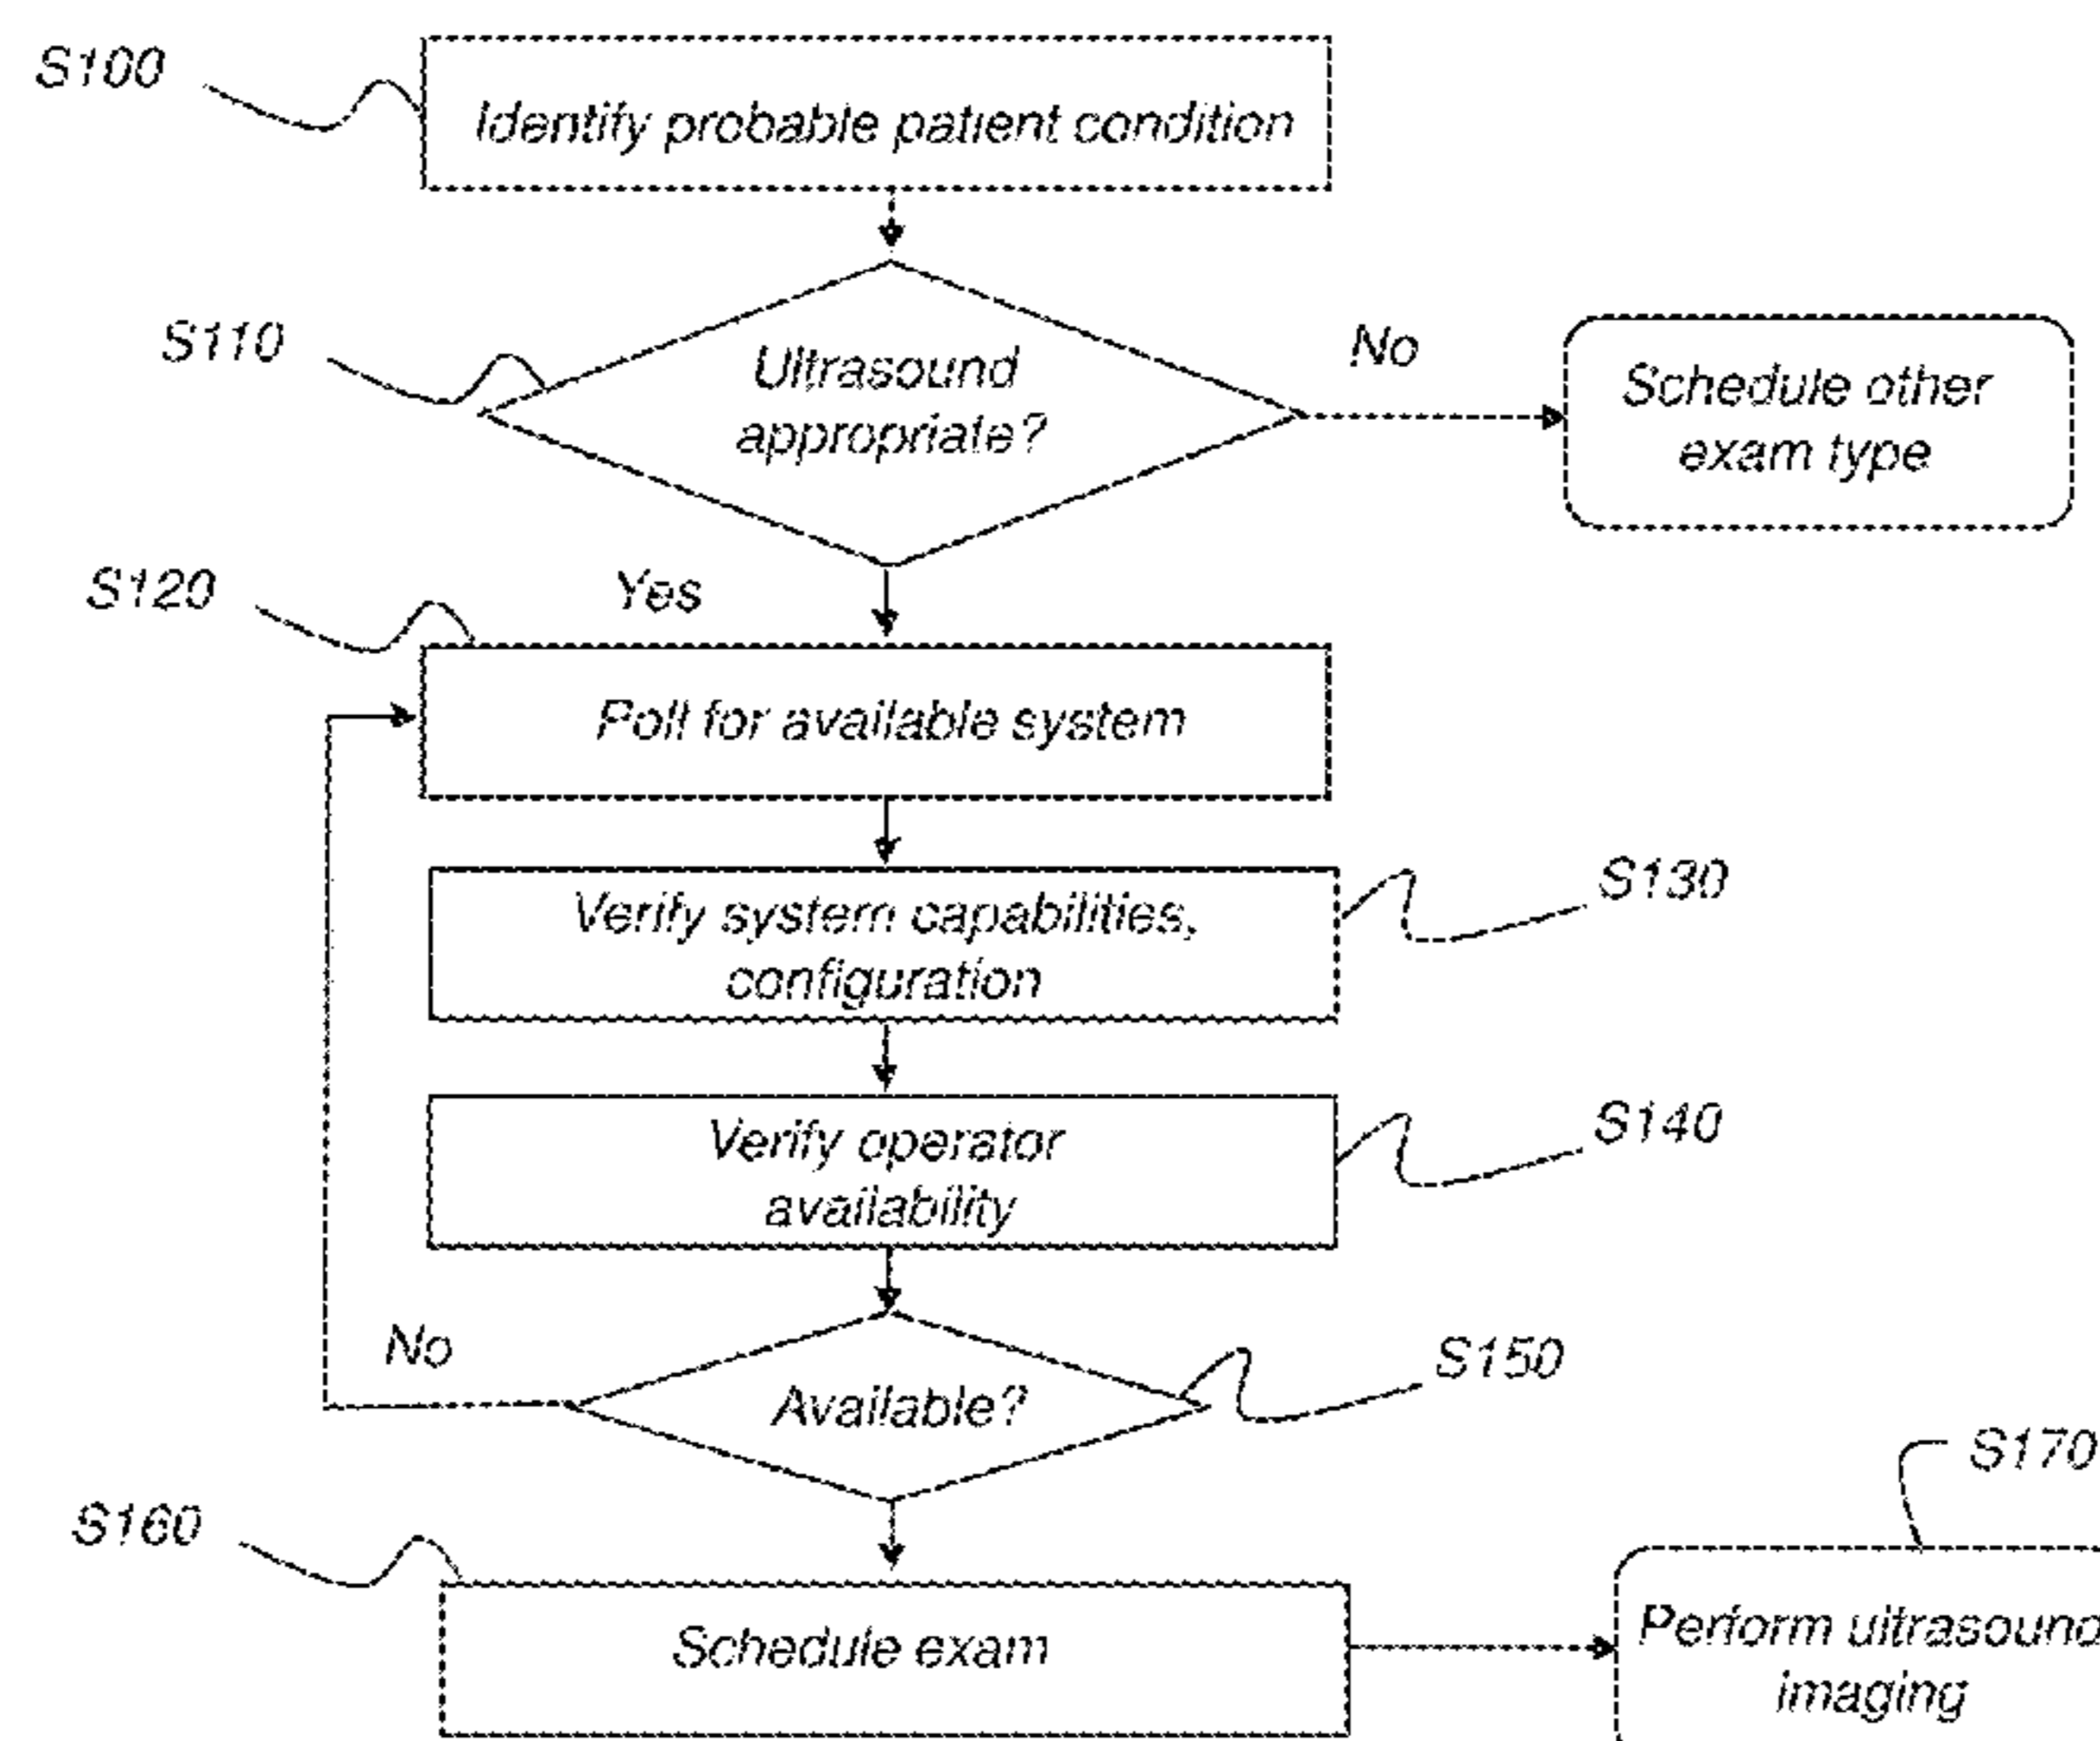 S100
Identify probable patient condition
S110
Ultrasound
appropriate?
No
Schedule other
exam type
S120
Yes
Poll for available system
Verify system capabilities,
configuration
S130
Verify operator
availability
S140
No
Available?
S150
S160
Schedule exam
S170
Perform ultrasound
imaging